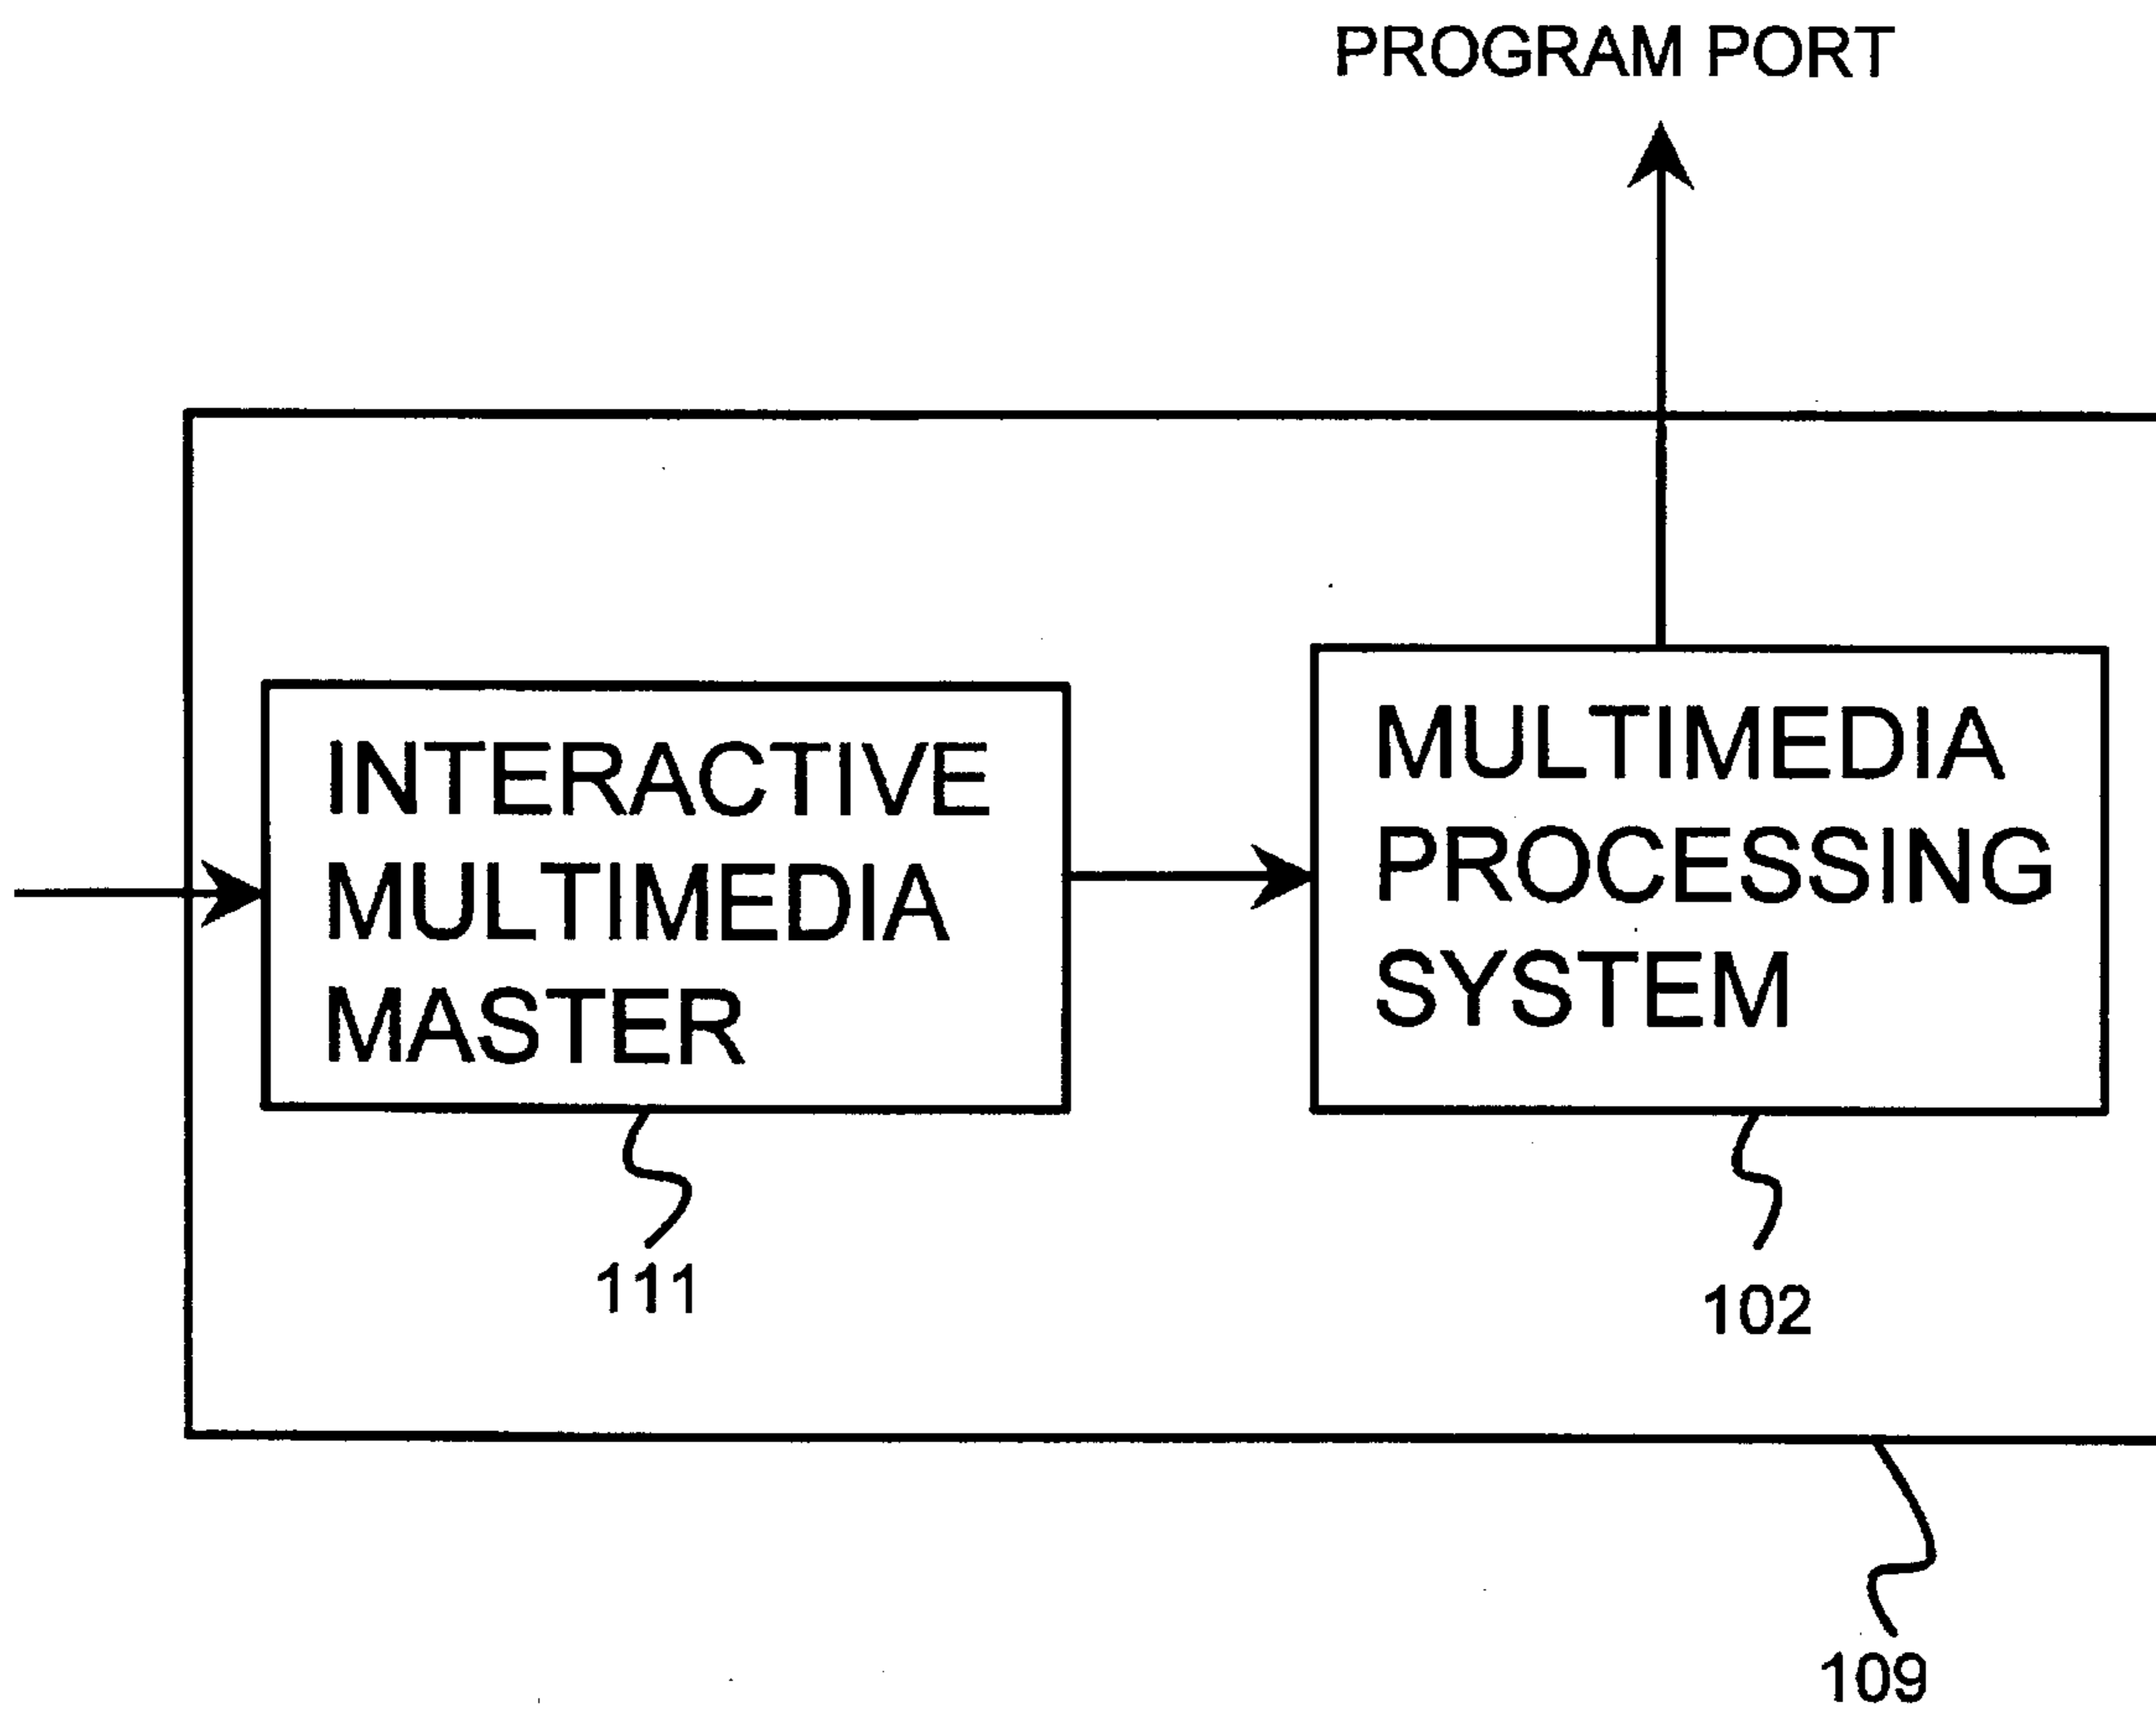 PROGRAM PORT
INTERACTIVE
MULTIMEDIA
MASTER
MULTIMEDIA
PROCESSING
SYSTEM
111
102
109